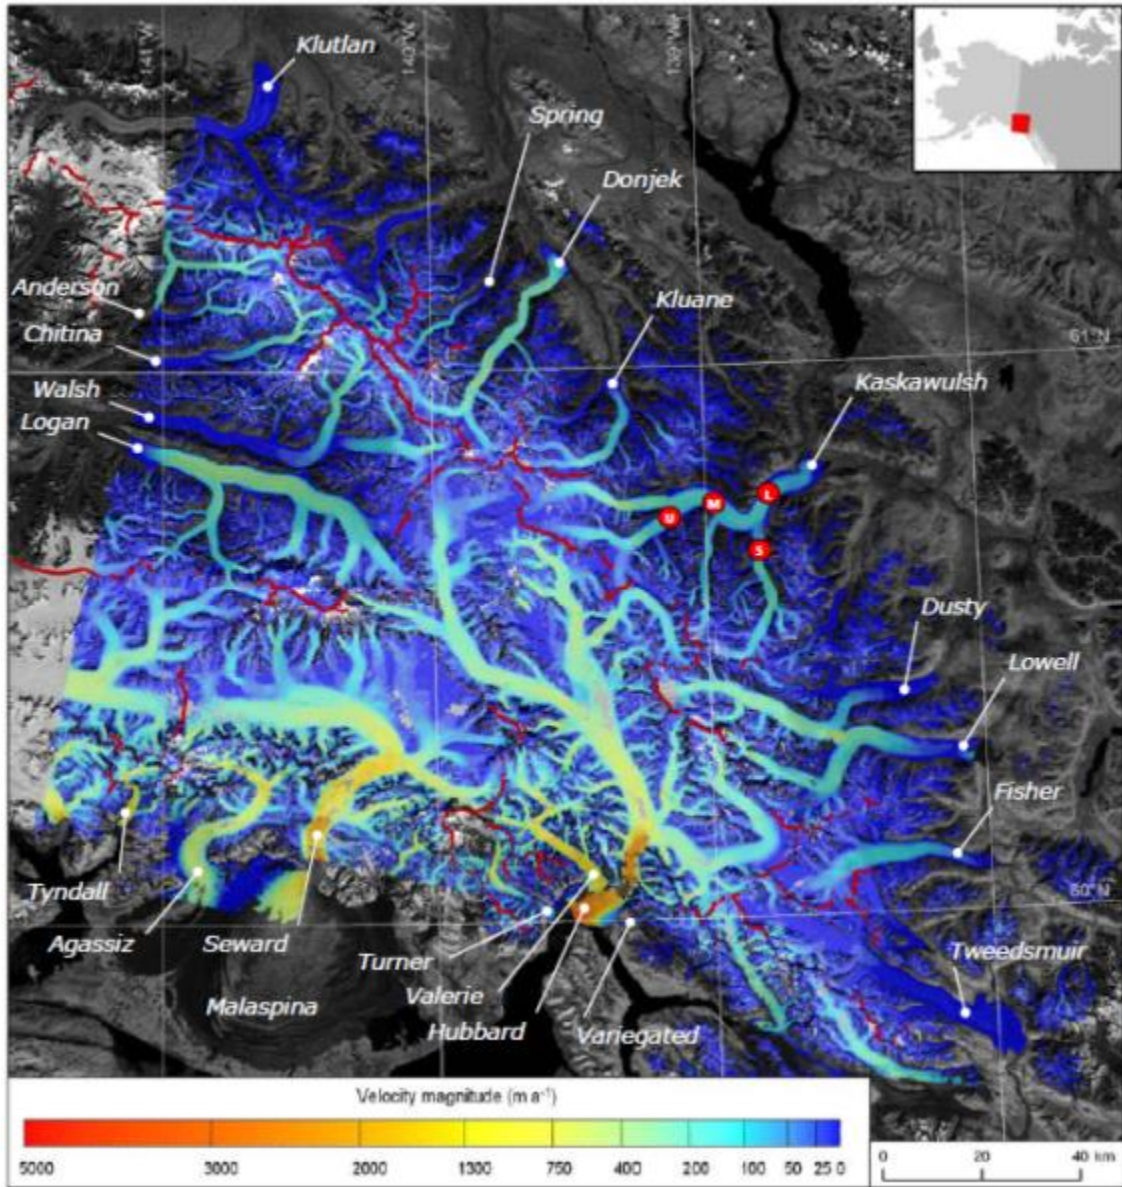 141°W
140°W
139°W
Klutlan
Spring
Donjek
Anderson
Kluane
Chitina
61°N
Kaskawulsh
Walsh
Logan
L
M
U
S
Dusty
Lowell
Fisher
Tyndall
60°N
Agassiz
Seward
Turner
Tweedsmuir
Malaspina
Valerie
Hubbard
Variegated
Velocity magnitude (m a⁻¹)
5000 3000 2000 1300 750 400 200 100 50 25 0
0 20 40 km